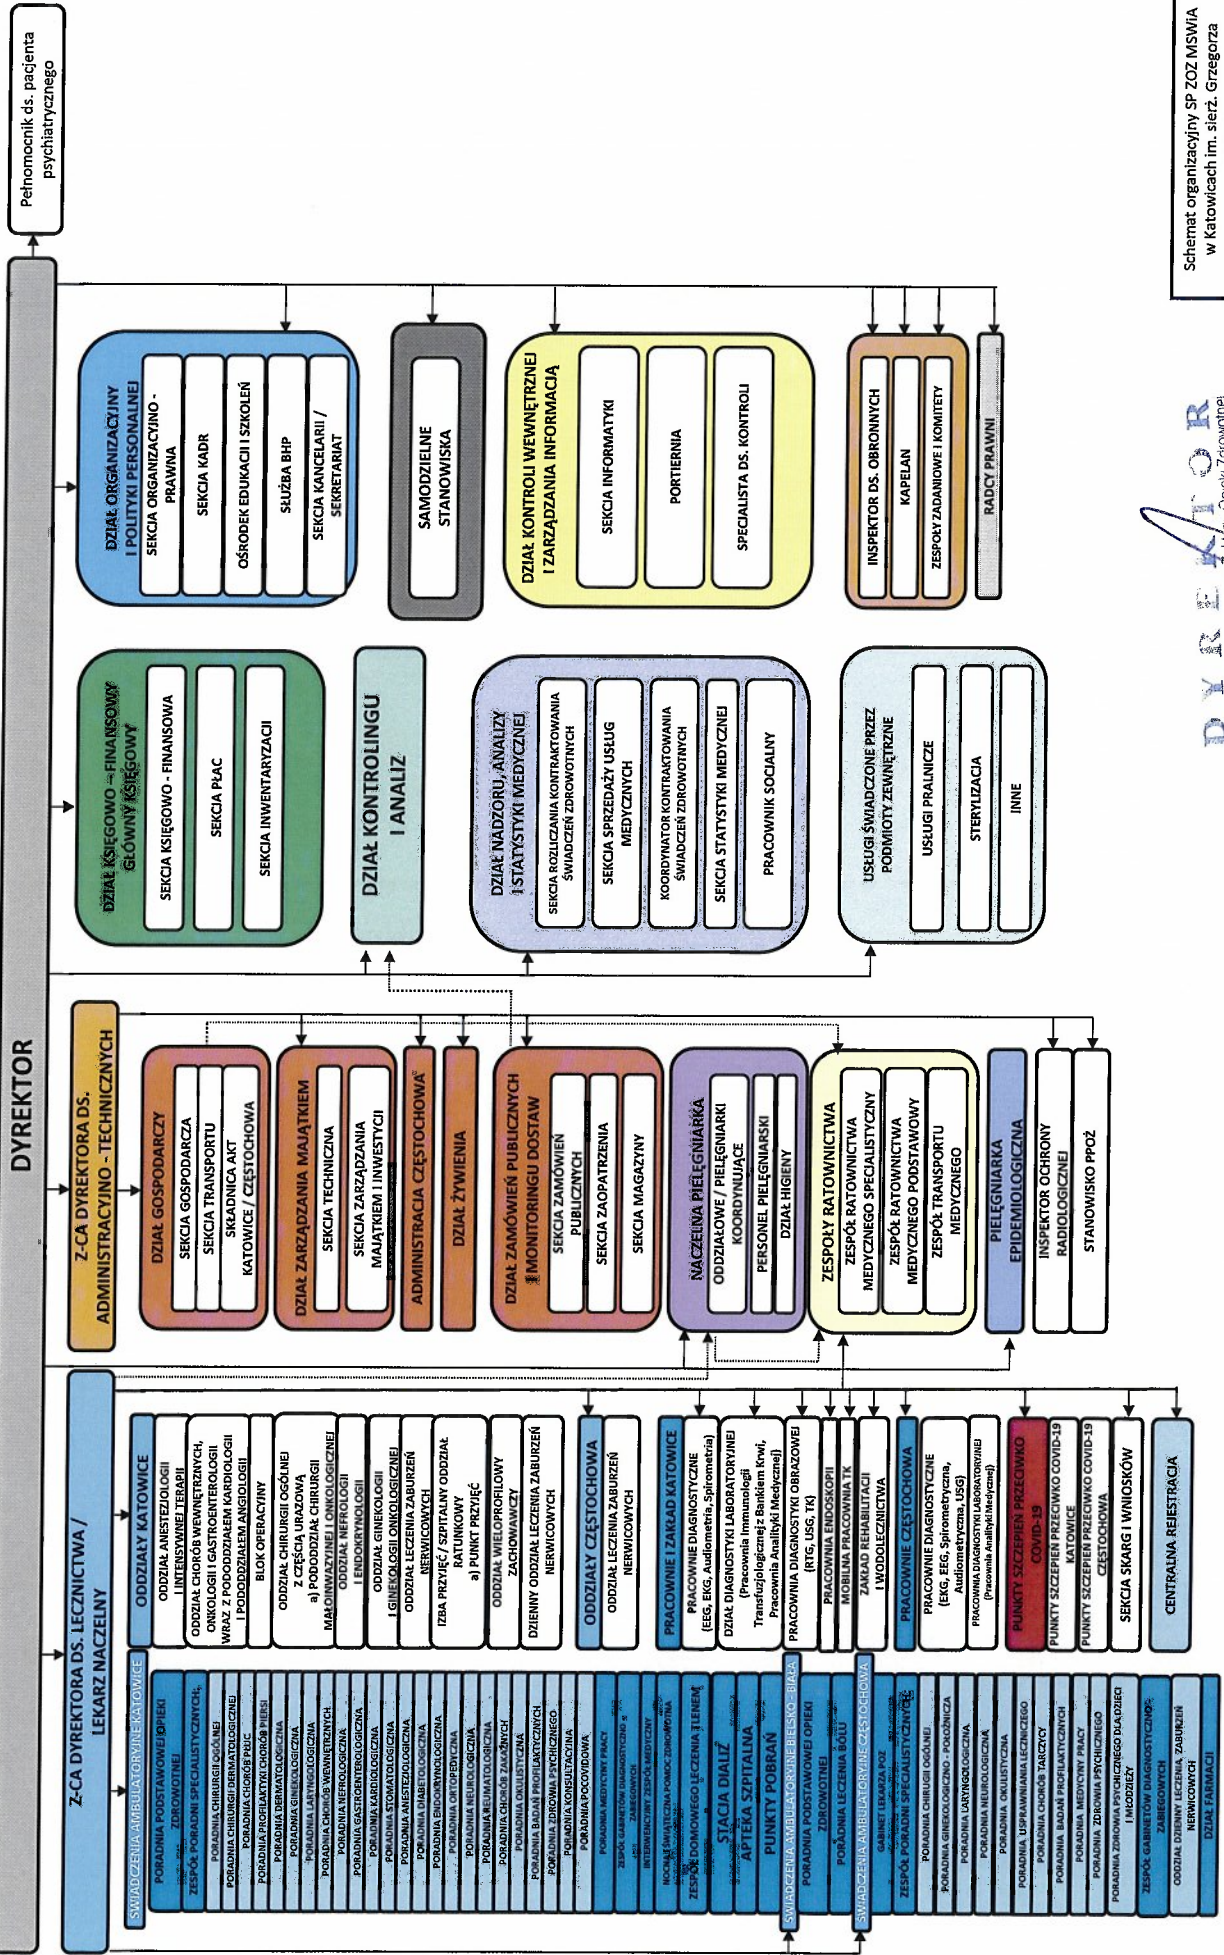 DYREKTOR
Pełnomocnik ds. pacjenta
psychiatrycznego
Z-CA DYREKTORA DS. LECZNICTWA /
LEKARZ NACZELNY
ŚWIADCZENIA AMBULATORYJNE KATOWICE
PORADNIA PODSTAWOWEJ OPIEKI
ZDROWOTNEJ
ZESPÓŁ PORADNI SPECJALISTYCZNYCH:
PORADNIA CHIRURGII OGÓLNEJ
PORADNIA CHIRURGII DERMATOLOGICZNEJ
PORADNIA CHORÓB PŁUC
PORADNIA PROFILAKTYKI CHORÓB PIERSI
PORADNIA DERMATOLOGICZNA
PORADNIA GINEKOLOGICZNA
PORADNIA LARYNGOLOGICZNA
PORADNIA CHORÓB WEWNĘTRZNYCH
PORADNIA NEFROLOGICZNA
PORADNIA GASTROENTEROLOGICZNA
PORADNIA KARDIOLOGICZNA
PORADNIA STOMATOLOGICZNA
PORADNIA ANESTEZJOLOGICZNA
PORADNIA DIABETOLOGICZNA
PORADNIA ENDOKRYNOLOGICZNA
PORADNIA ORTOPEDYCZNA
PORADNIA NEUROLOGICZNA
PORADNIA REUMATOLOGICZNA
PORADNIA CHORÓB ZAKAŹNYCH
PORADNIA OKULISTYCZNA
PORADNIA BADAŃ PROFILAKTYCZNYCH
PORADNIA ZDROWIA PSYCHICZNEGO
PORADNIA KONSULTACYJNA
PORADNIA POCOVIDOWA
PORADNIA MEDYCYNY PRACY
ZESPÓŁ GABINETÓW DIAGNOSTYCZNO
ZABIEGOWYCH
INTERWENCYJNY ZESPÓŁ MEDYCZNY
NOCNA I ŚWIĄTECZNA POMOC ZDROWOTNA
ZESPÓŁ DOMOWEGO LECZENIA TLENEM
STACJA DIALIZ
APTEKA SZPITALNA
PUNKTY POBRAŃ
ŚWIADCZENIA AMBULATORYJNE BIELSKO - BIAŁA
PORADNIA PODSTAWOWEJ OPIEKI
ZDROWOTNEJ
PORADNIA LECZENIA BÓLU
ŚWIADCZENIA AMBULATORYJNE CZĘSTOCHOWA
GABINET LEKARZA POZ
ZESPÓŁ PORADNI SPECJALISTYCZNYCH:
PORADNIA CHIRURGII OGÓLNEJ
PORADNIA GINEKOLOGICZNO - POŁOŻNICZA
PORADNIA LARYNGOLOGICZNA
PORADNIA NEUROLOGICZNA
PORADNIA OKULISTYCZNA
PORADNIA USPRAWNIANIA LECZNICZEGO
PORADNIA CHORÓB TARCZYCY
PORADNIA BADAŃ PROFILAKTYCZNYCH
PORADNIA MEDYCYNY PRACY
PORADNIA ZDROWIA PSYCHICZNEGO
PORADNIA ZDROWIA PSYCHICZNEGO DLA DZIECI
I MŁODZIEŻY
ZESPÓŁ GABINETÓW DIAGNOSTYCZNO
ZABIEGOWYCH
ODDZIAŁ DZIENNY LECZENIA ZABURZEŃ
NERWICOWYCH
DZIAŁ FARMACJI
ODDZIAŁY KATOWICE
ODDZIAŁ ANESTEZJOLOGII
I INTENSYWNEJ TERAPII
ODDZIAŁ CHORÓB WEWNĘTRZNYCH,
ONKOLOGII I GASTROENTEROLOGII
WRAZ Z PODODDZIAŁEM KARDIOLOGII
I PODODDZIAŁEM ANGIOLOGII
BLOK OPERACYJNY
ODDZIAŁ CHIRURGII OGÓLNEJ
Z CZĘŚCIĄ URAZOWĄ
a) PODODDZIAŁ CHIRURGII
MAŁOINWAZYJNEJ I ONKOLOGICZNEJ
ODDZIAŁ NEFROLOGII
I ENDOKRYNOLOGII
ODDZIAŁ GINEKOLOGII
I GINEKOLOGII ONKOLOGICZNEJ
ODDZIAŁ LECZENIA ZABURZEŃ
NERWICOWYCH
IZBA PRZYJĘĆ / SZPITALNY ODDZIAŁ
RATUNKOWY
a) PUNKT PRZYJĘĆ
ODDZIAŁ WIELOPROFILOWY
ZACHOWAWCZY
DZIENNY ODDZIAŁ LECZENIA ZABURZEŃ
NERWICOWYCH
ODDZIAŁY CZĘSTOCHOWA
ODDZIAŁ LECZENIA ZABURZEŃ
NERWICOWYCH
PRACOWNIE I ZAKŁAD KATOWICE
PRACOWNIE DIAGNOSTYCZNE
(EEG, EKG, Audiometria, Spirometria)
DZIAŁ DIAGNOSTYKI LABORATORYJNEJ
(Pracownia Immunologii
Transfuzjologicznej z Bankiem Krwi,
Pracownia Analityki Medycznej)
PRACOWNIA DIAGNOSTYKI OBRAZOWEJ
(RTG, USG, TK)
PRACOWNIA ENDOSKOPII
MOBILNA PRACOWNIA TK
ZAKŁAD REHABILITACJI
I WODOLECZNICTWA
PRACOWNIE CZĘSTOCHOWA
PRACOWNIE DIAGNOSTYCZNE
(EKG, EEG, Spirometryczna,
Audiometryczna, USG)
PRACOWNIA DIAGNOSTYKI LABORATORYJNEJ
(Pracownia Analityki Medycznej)
PUNKTY SZCZEPIEŃ PRZECIWKO
COVID-19
PUNKTY SZCZEPIEŃ PRZECIWKO COVID-19
KATOWICE
PUNKTY SZCZEPIEŃ PRZECIWKO COVID-19
CZĘSTOCHOWA
SEKCJA SKARG I WNIOSKÓW
CENTRALNA REJESTRACJA
Z-CA DYREKTORA DS.
ADMINISTRACYJNO - TECHNICZNYCH
DZIAŁ GOSPODARCZY
SEKCJA GOSPODARCZA
SEKCJA TRANSPORTU
SKŁADNICA AKT
KATOWICE / CZĘSTOCHOWA
DZIAŁ ZARZĄDZANIA MAJĄTKIEM
SEKCJA TECHNICZNA
SEKCJA ZARZĄDZANIA
MAJĄTKIEM I INWESTYCJI
ADMINISTRACJA CZĘSTOCHOWA
DZIAŁ ŻYWIENIA
DZIAŁ ZAMÓWIEŃ PUBLICZNYCH
I MONITORINGU DOSTAW
SEKCJA ZAMÓWIEŃ
PUBLICZNYCH
SEKCJA ZAOPATRZENIA
SEKCJA MAGAZYNY
NACZELNA PIELĘGNIARKA
ODDZIAŁOWE / PIELĘGNIARKI
KOORDYNUJĄCE
PERSONEL PIELĘGNIARSKI
DZIAŁ HIGIENY
ZESPOŁY RATOWNICTWA
ZESPÓŁ RATOWNICTWA
MEDYCZNEGO SPECJALISTYCZNY
ZESPÓŁ RATOWNICTWA
MEDYCZNEGO PODSTAWOWY
ZESPÓŁ TRANSPORTU
MEDYCZNEGO
PIELĘGNIARKA
EPIDEMIOLOGICZNA
INSPEKTOR OCHRONY
RADIOLOGICZNEJ
STANOWISKO PPOŻ
DZIAŁ KSIĘGOWO - FINANSOWY
GŁÓWNY KSIĘGOWY
SEKCJA KSIĘGOWO - FINANSOWA
SEKCJA PŁAC
SEKCJA INWENTARYZACJI
DZIAŁ KONTROLINGU
I ANALIZ
DZIAŁ NADZORU, ANALIZY
I STATYSTYKI MEDYCZNEJ
SEKCJA ROZLICZANIA KONTRAKTOWANIA
ŚWIADCZEŃ ZDROWOTNYCH
SEKCJA SPRZEDAŻY USŁUG
MEDYCZNYCH
KOORDYNATOR KONTRAKTOWANIA
ŚWIADCZEŃ ZDROWOTNYCH
SEKCJA STATYSTYKI MEDYCZNEJ
PRACOWNIK SOCJALNY
USŁUGI ŚWIADCZONE PRZEZ
PODMIOTY ZEWNĘTRZNE
USŁUGI PRALNICZE
STERYLIZACJA
INNE
DZIAŁ ORGANIZACYJNY
I POLITYKI PERSONALNEJ
SEKCJA ORGANIZACYJNO -
PRAWNA
SEKCJA KADR
OŚRODEK EDUKACJI I SZKOLEŃ
SŁUŻBA BHP
SEKCJA KANCELARII /
SEKRETARIAT
SAMODZIELNE
STANOWISKA
DZIAŁ KONTROLI WEWNĘTRZNEJ
I ZARZĄDZANIA INFORMACJĄ
SEKCJA INFORMATYKI
PORTIERNIA
SPECJALISTA DS. KONTROLI
INSPEKTOR DS. OBRONNYCH
KAPELAN
ZESPOŁY ZADANIOWE I KOMITETY
RADCY PRAWNI
DYREKTOR
Opieki Zdrowotnej
Schemat organizacyjny SP ZOZ MSWiA
w Katowicach im. sierż. Grzegorza